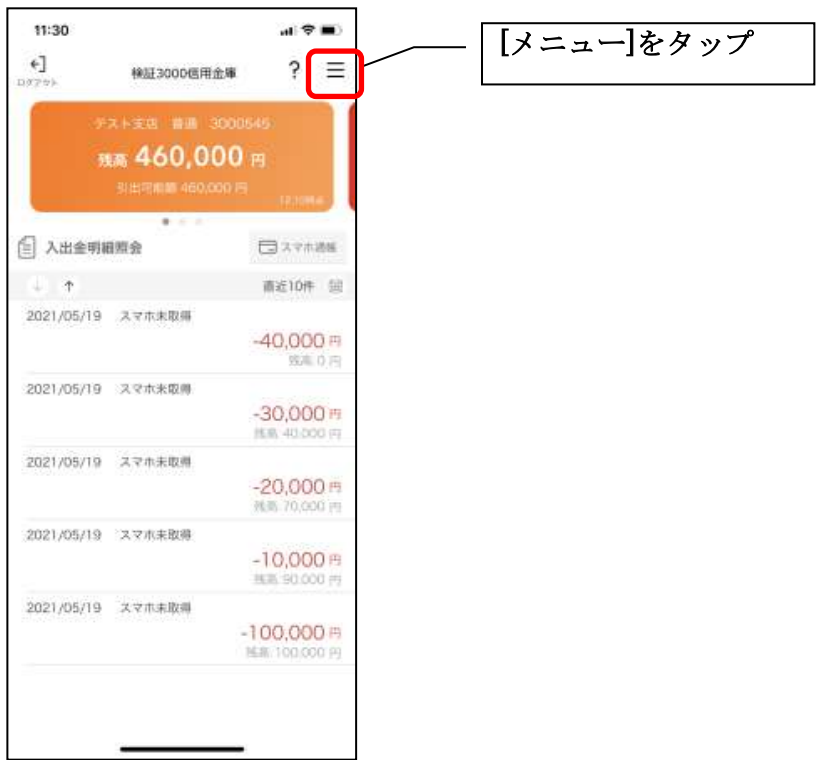 11:30
[メニュー]をタップ
ログアウト
検証3000信用金庫
?
テスト支店 普通 3000545
残高 460,000 円
引出可能額 460,000 円
入出金明細照会
スマホ通帳
↓ ↑ 直近10件
2021/05/19 スマホ未取得
-40,000 円
残高 0 円
2021/05/19 スマホ未取得
-30,000 円
残高 40,000 円
2021/05/19 スマホ未取得
-20,000 円
残高 70,000 円
2021/05/19 スマホ未取得
-10,000 円
残高 90,000 円
2021/05/19 スマホ未取得
-100,000 円
残高 100,000 円